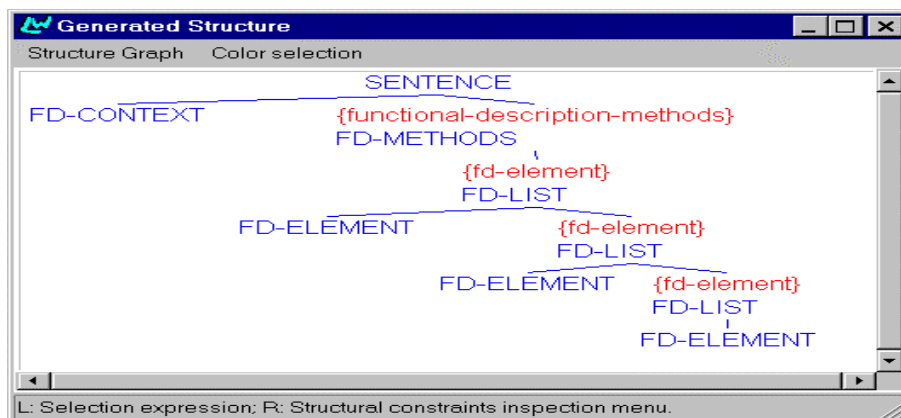 Generated Structure
Structure Graph Color selection
SENTENCE
FD-CONTEXT {functional-description-methods}
FD-METHODS
{fd-element}
FD-LIST
FD-ELEMENT {fd-element}
FD-LIST
FD-ELEMENT {fd-element}
FD-LIST
FD-ELEMENT
L: Selection expression; R: Structural constraints inspection menu.